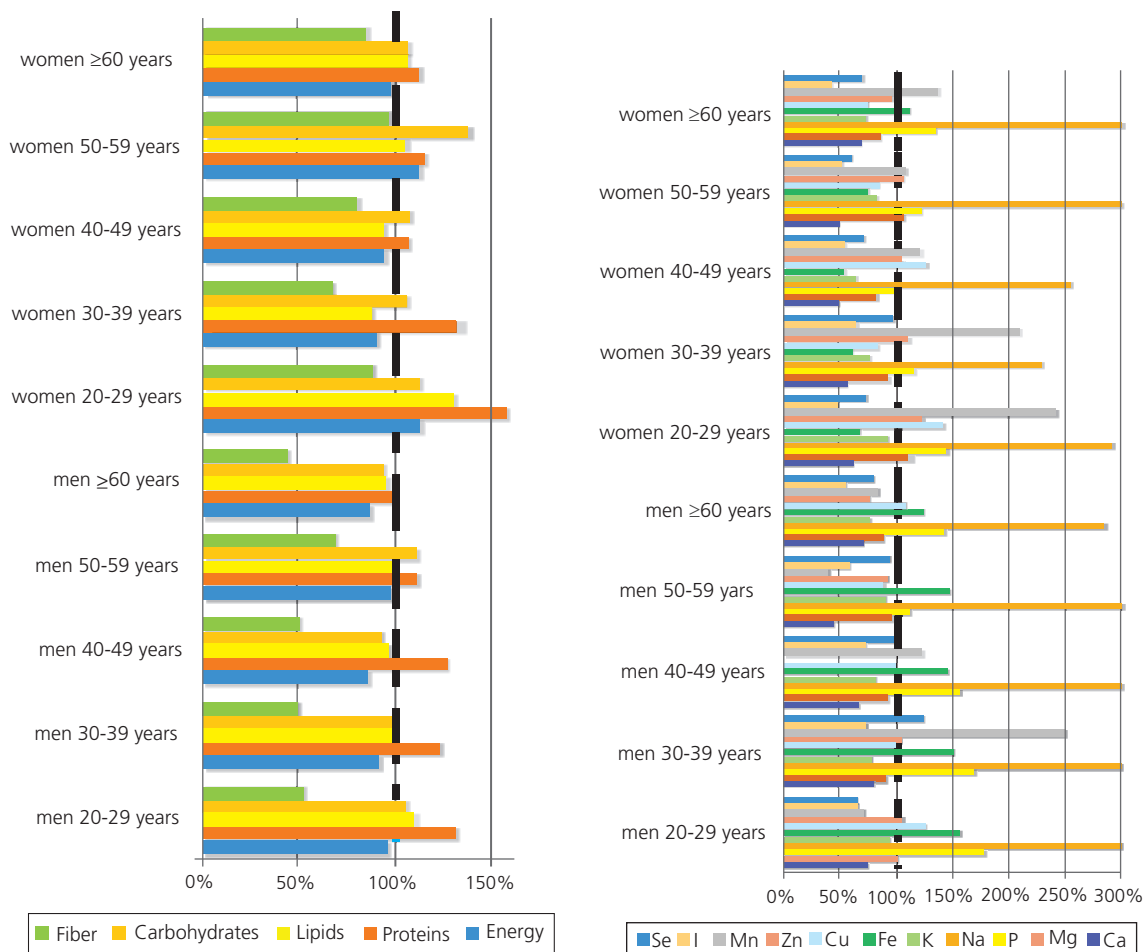 women ≥60 years
women 50-59 years
women 40-49 years
women 30-39 years
women 20-29 years
men ≥60 years
men 50-59 years
men 40-49 years
men 30-39 years
men 20-29 years
0% 50% 100% 150%
Fiber Carbohydrates Lipids Proteins Energy
women ≥60 years
women 50-59 years
women 40-49 years
women 30-39 years
women 20-29 years
men ≥60 years
men 50-59 yars
men 40-49 years
men 30-39 years
men 20-29 years
0% 50% 100% 150% 200% 250% 300%
Se I Mn Zn Cu Fe K Na P Mg Ca